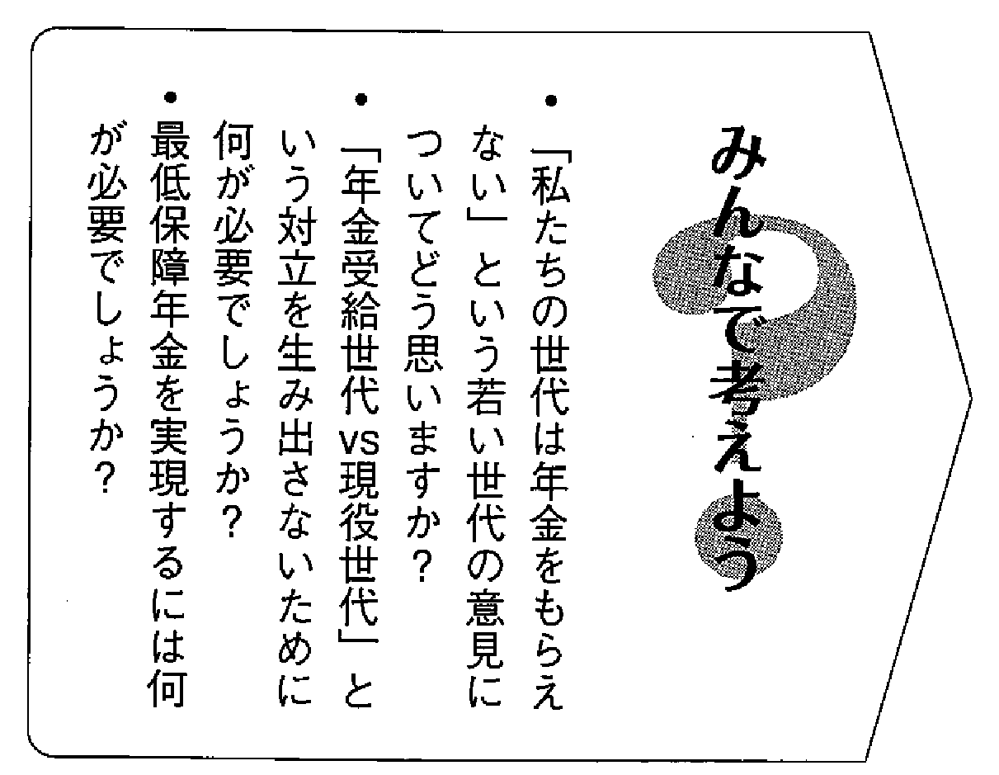 みんなで考えよう
・「私たちの世代は年金をもらえ
ない」という若い世代の意見に
ついてどう思いますか？
・「年金受給世代vs現役世代」と
いう対立を生み出さないために
何が必要でしょうか？
・最低保障年金を実現するには何
が必要でしょうか？